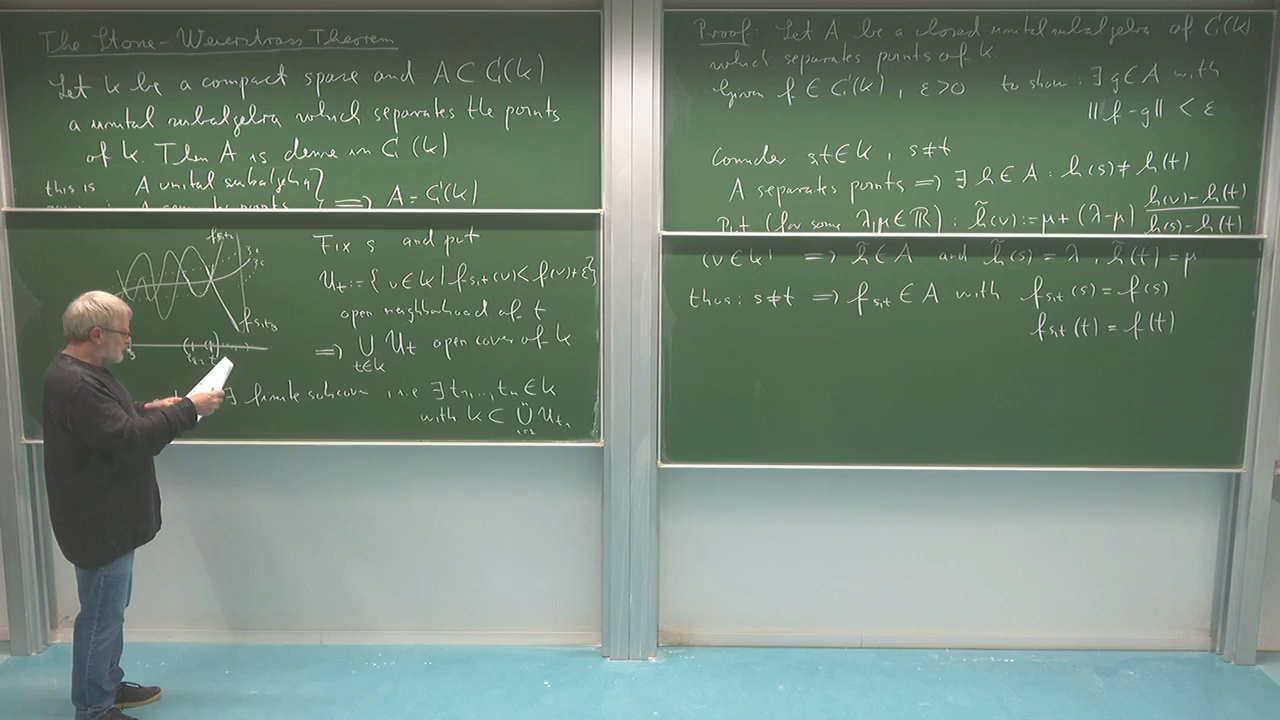 The Stone-Weierstrass Theorem
Let K be a compact space and A ⊂ C(K)
a unital subalgebra which separates the points
of K. Then A is dense in C(K)
this is A unital subalgebra } ⟹ A = C(K)
Proof: Let A be a closed unital subalgebra of C(K)
which separates points of K.
Given f ∈ C(K), ε>0 to show: ∃ g ∈ A with
‖f-g‖ < ε
Consider s,t ∈ K, s≠t
A separates points ⟹ ∃ h ∈ A: h(s) ≠ h(t)
Put (for some λ,μ ∈ ℝ): h̃(v) := μ + (λ-μ) (h(v)-h(t))/(h(s)-h(t))
(v ∈ K) ⟹ h̃ ∈ A and h̃(s) = λ, h̃(t) = μ
thus: s≠t ⟹ f_{s,t} ∈ A with f_{s,t}(s) = f(s)
f_{s,t}(t) = f(t)
Fix s and put
U_t := { v ∈ K | f_{s,t}(v) < f(v)+ε }
open neighborhood of t
⟹ ∪_{t∈K} U_t open cover of K
∃ finite subcover i.e. ∃ t_1,...,t_n ∈ K
with K ⊂ ∪_{i=1}^n U_{t_i}